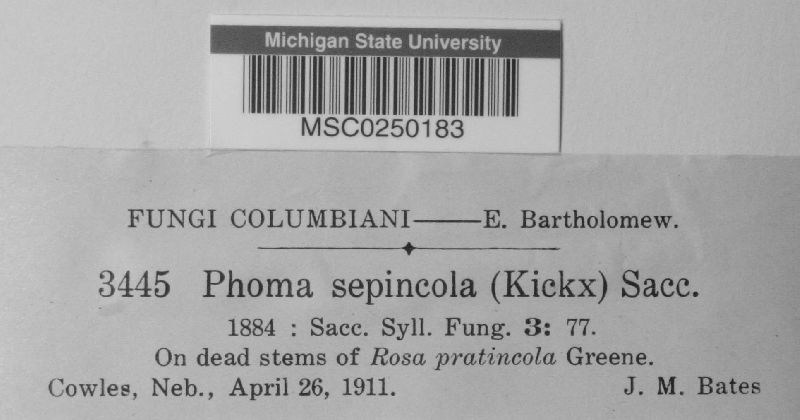 Michigan State University
MSC0250183
FUNGI COLUMBIANI——E. Bartholomew.
3445 Phoma sepincola (Kickx) Sacc.
1884 : Sacc. Syll. Fung. 3: 77.
On dead stems of Rosa pratincola Greene.
Cowles, Neb., April 26, 1911. J. M. Bates